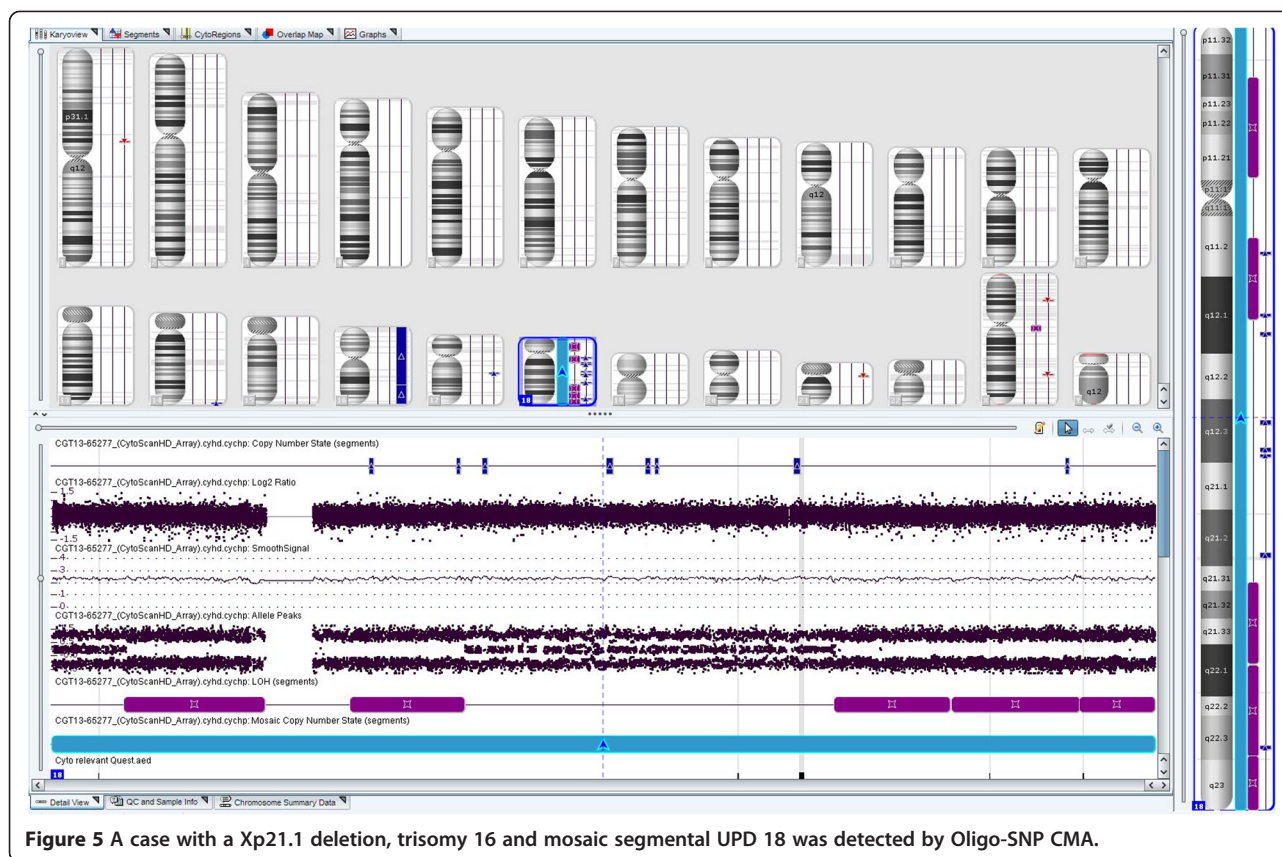 Karyoview Segments CytoRegions Overlap Map Graphs
p31.1
q12
q12
18
q12
CGT13-65277_(CytoScanHD_Array).cyhd.cychp: Copy Number State (segments)
CGT13-65277_(CytoScanHD_Array).cyhd.cychp: Log2 Ratio
1.5
-1.5
CGT13-65277_(CytoScanHD_Array).cyhd.cychp: SmoothSignal
4
3
1
0
CGT13-65277_(CytoScanHD_Array).cyhd.cychp: Allele Peaks
CGT13-65277_(CytoScanHD_Array).cyhd.cychp: LOH (segments)
CGT13-65277_(CytoScanHD_Array).cyhd.cychp: Mosaic Copy Number State (segments)
Cyto relevant Quest.aed
18
Detail View QC and Sample Info Chromosome Summary Data
p11.32
p11.31
p11.23
p11.22
p11.21
p11.1
q11.1
q11.2
q12.1
q12.2
q12.3
q21.1
q21.2
q21.31
q21.32
q21.33
q22.1
q22.2
q22.3
q23
18
Figure 5 A case with a Xp21.1 deletion, trisomy 16 and mosaic segmental UPD 18 was detected by Oligo-SNP CMA.